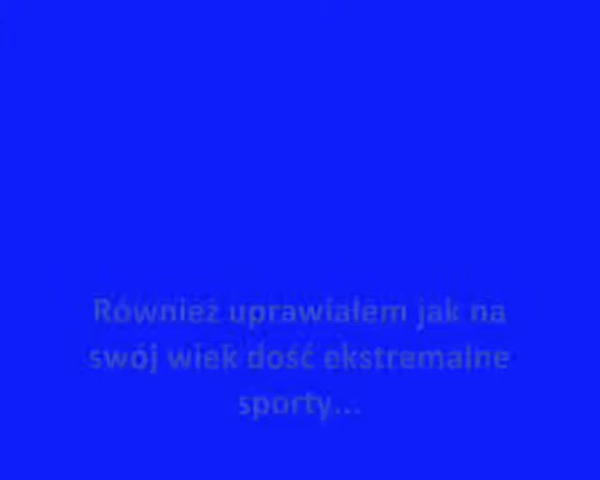 Również uprawiałem jak na
swój wiek dość ekstremalne
sporty...